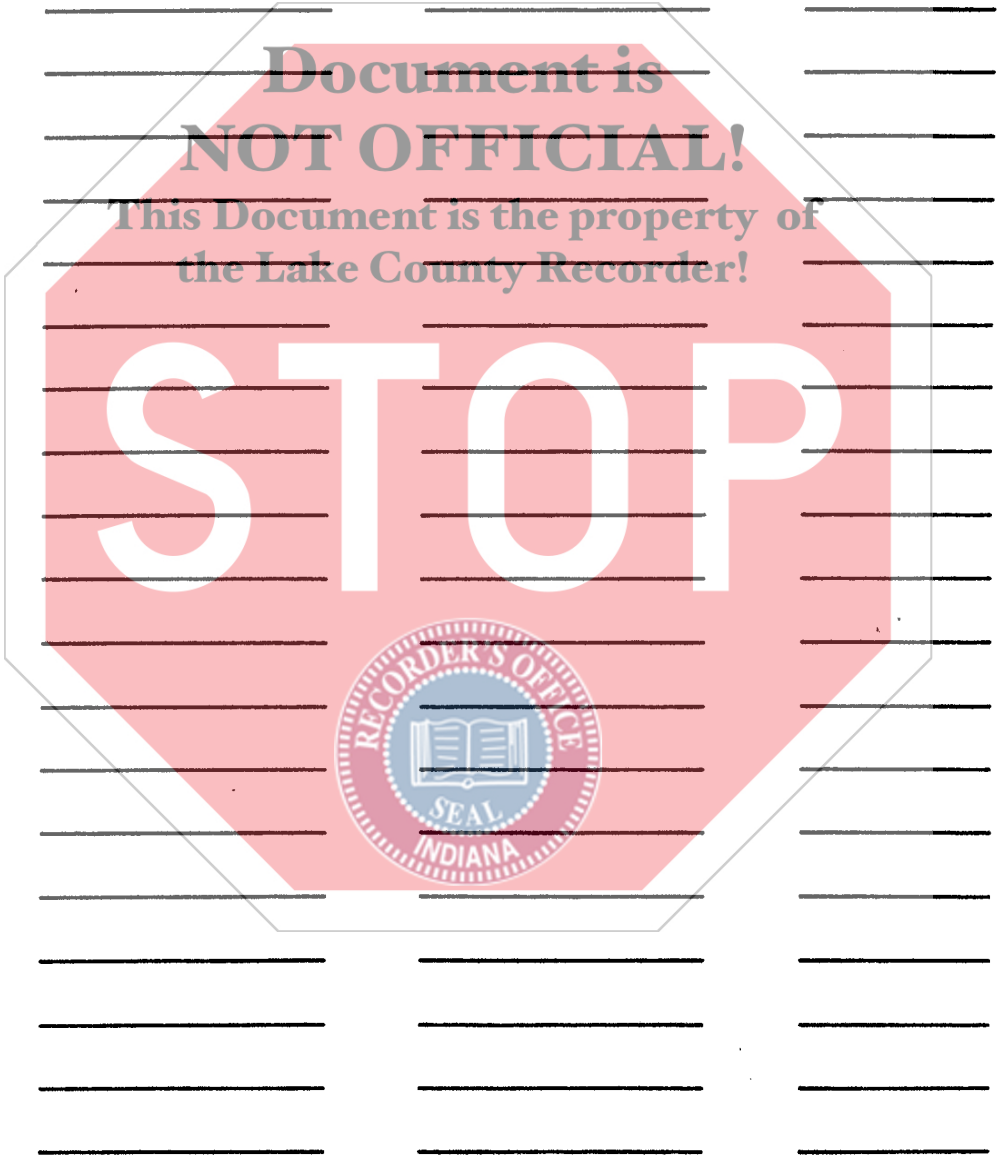 Document is
NOT OFFICIAL!
This Document is the property of
the Lake County Recorder!
STOP
RECORDER'S OFFICE
SEAL
INDIANA